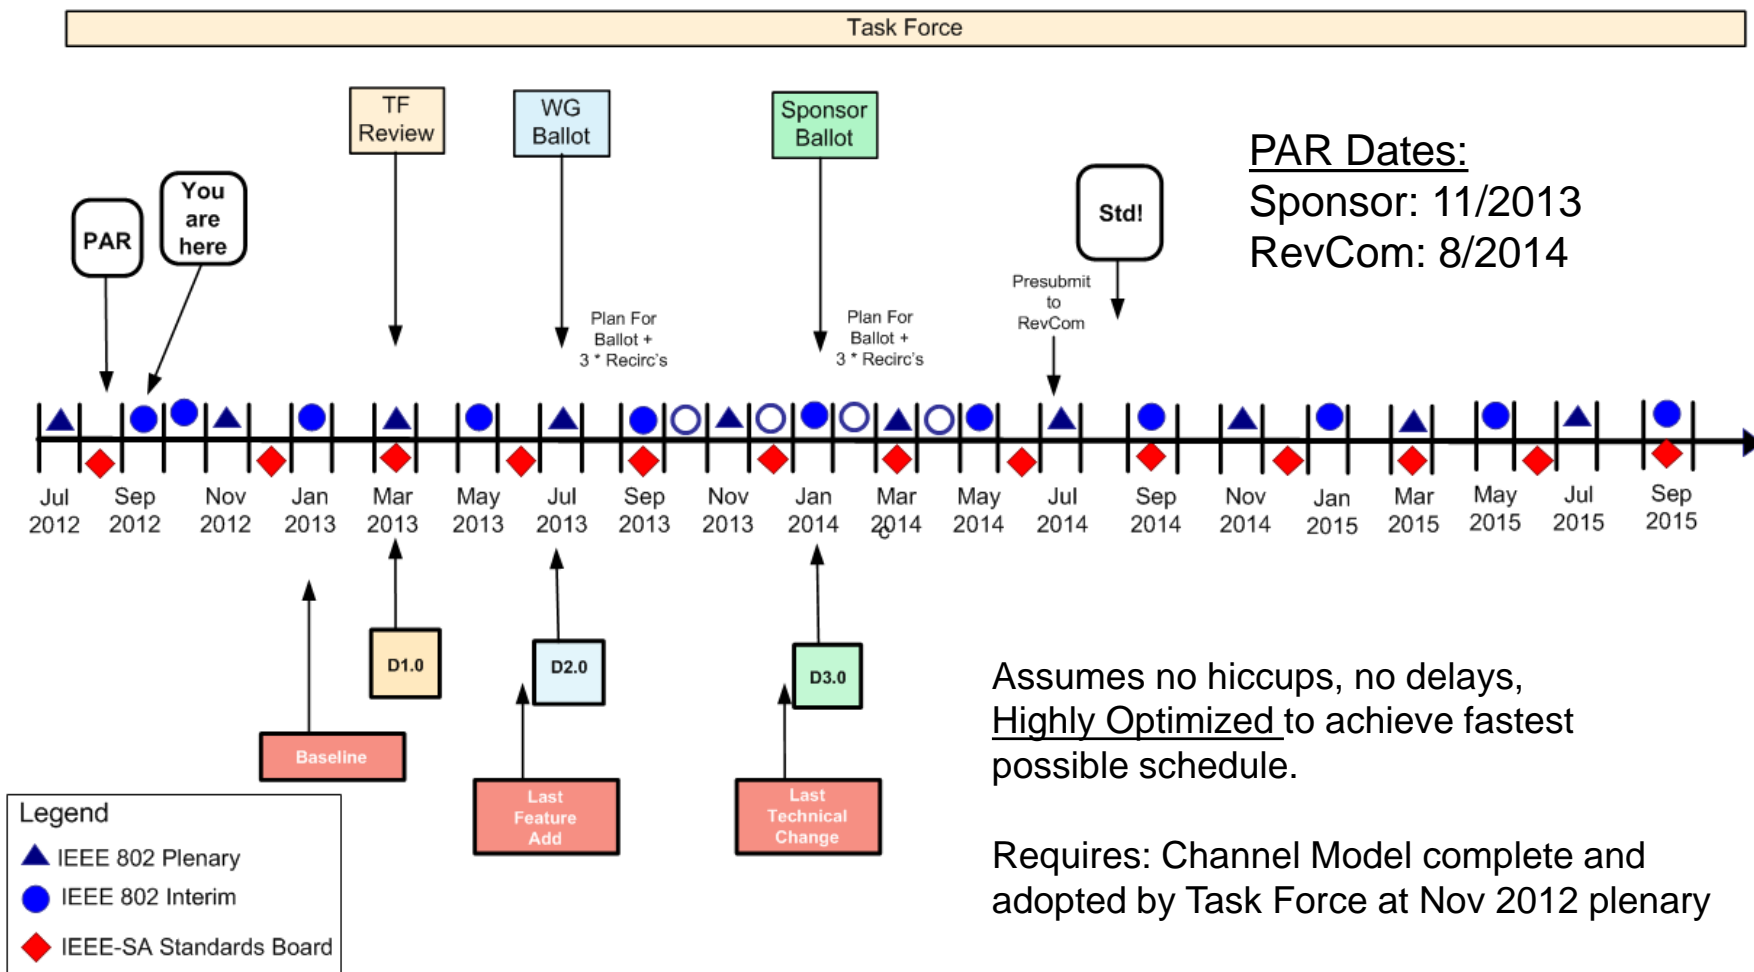 Task Force
TF
Review
WG
Ballot
Sponsor
Ballot
PAR Dates:
Sponsor: 11/2013
RevCom: 8/2014
PAR
You
are
here
Std!
Plan For
Ballot +
3 * Recirc's
Plan For
Ballot +
3 * Recirc's
Presubmit
to
RevCom
Jul
2012
Sep
2012
Nov
2012
Jan
2013
Mar
2013
May
2013
Jul
2013
Sep
2013
Nov
2013
Jan
2014
Mar
2014
c
May
2014
Jul
2014
Sep
2014
Nov
2014
Jan
2015
Mar
2015
May
2015
Jul
2015
Sep
2015
D1.0
D2.0
D3.0
Baseline
Last
Feature
Add
Last
Technical
Change
Assumes no hiccups, no delays,
Highly Optimized to achieve fastest
possible schedule.
Requires: Channel Model complete and
adopted by Task Force at Nov 2012 plenary
Legend
IEEE 802 Plenary
IEEE 802 Interim
IEEE-SA Standards Board